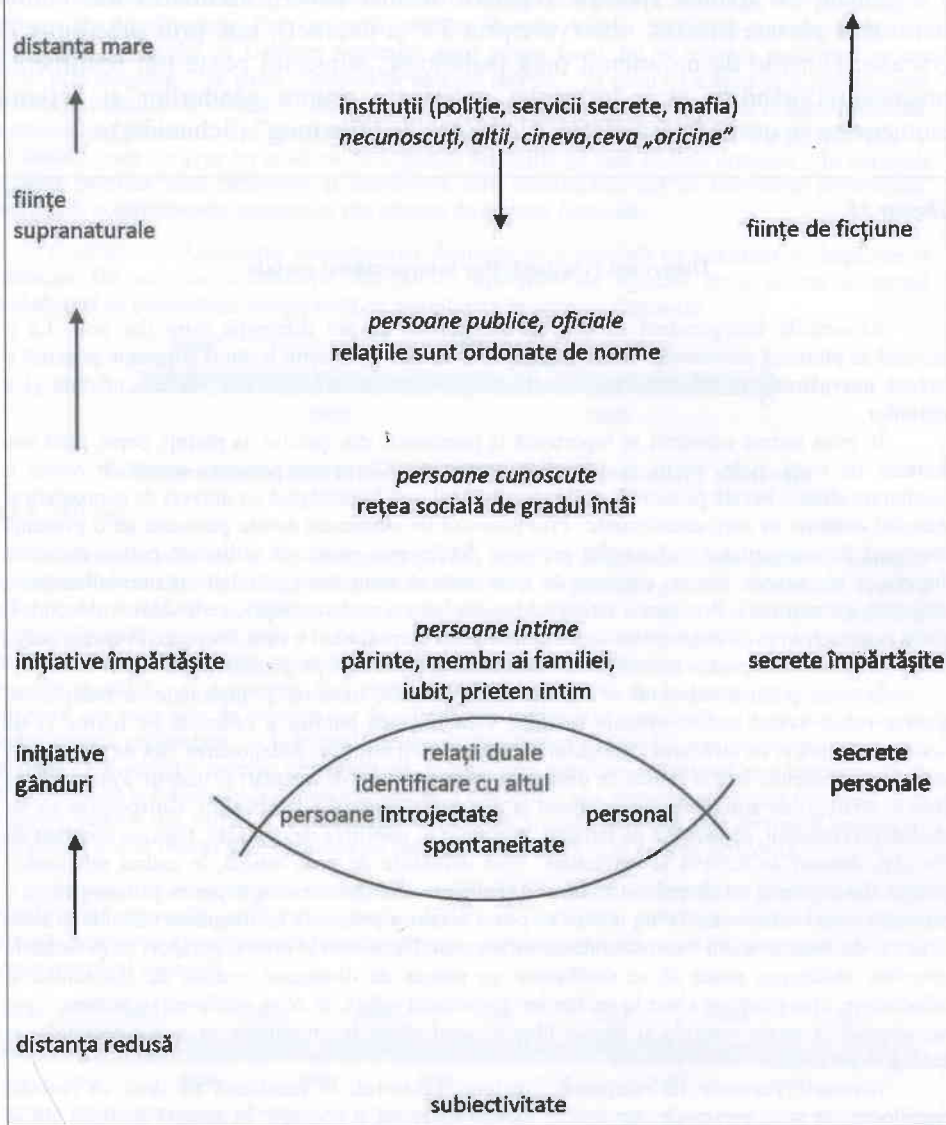 distanța mare
instituții (poliție, servicii secrete, mafia)
necunoscuți, alții, cineva,ceva „oricine”
ființe
supranaturale
ființe de ficțiune
persoane publice, oficiale
relațiile sunt ordonate de norme
persoane cunoscute
rețea socială de gradul întâi
persoane intime
inițiative împărtășite
părinte, membri ai familiei,
secrete împărtășite
iubit, prieten intim
inițiative
gânduri
relații duale
identificare cu altul
persoane introjectate
personal
spontaneitate
secrete
personale
distanța redusă
subiectivitate